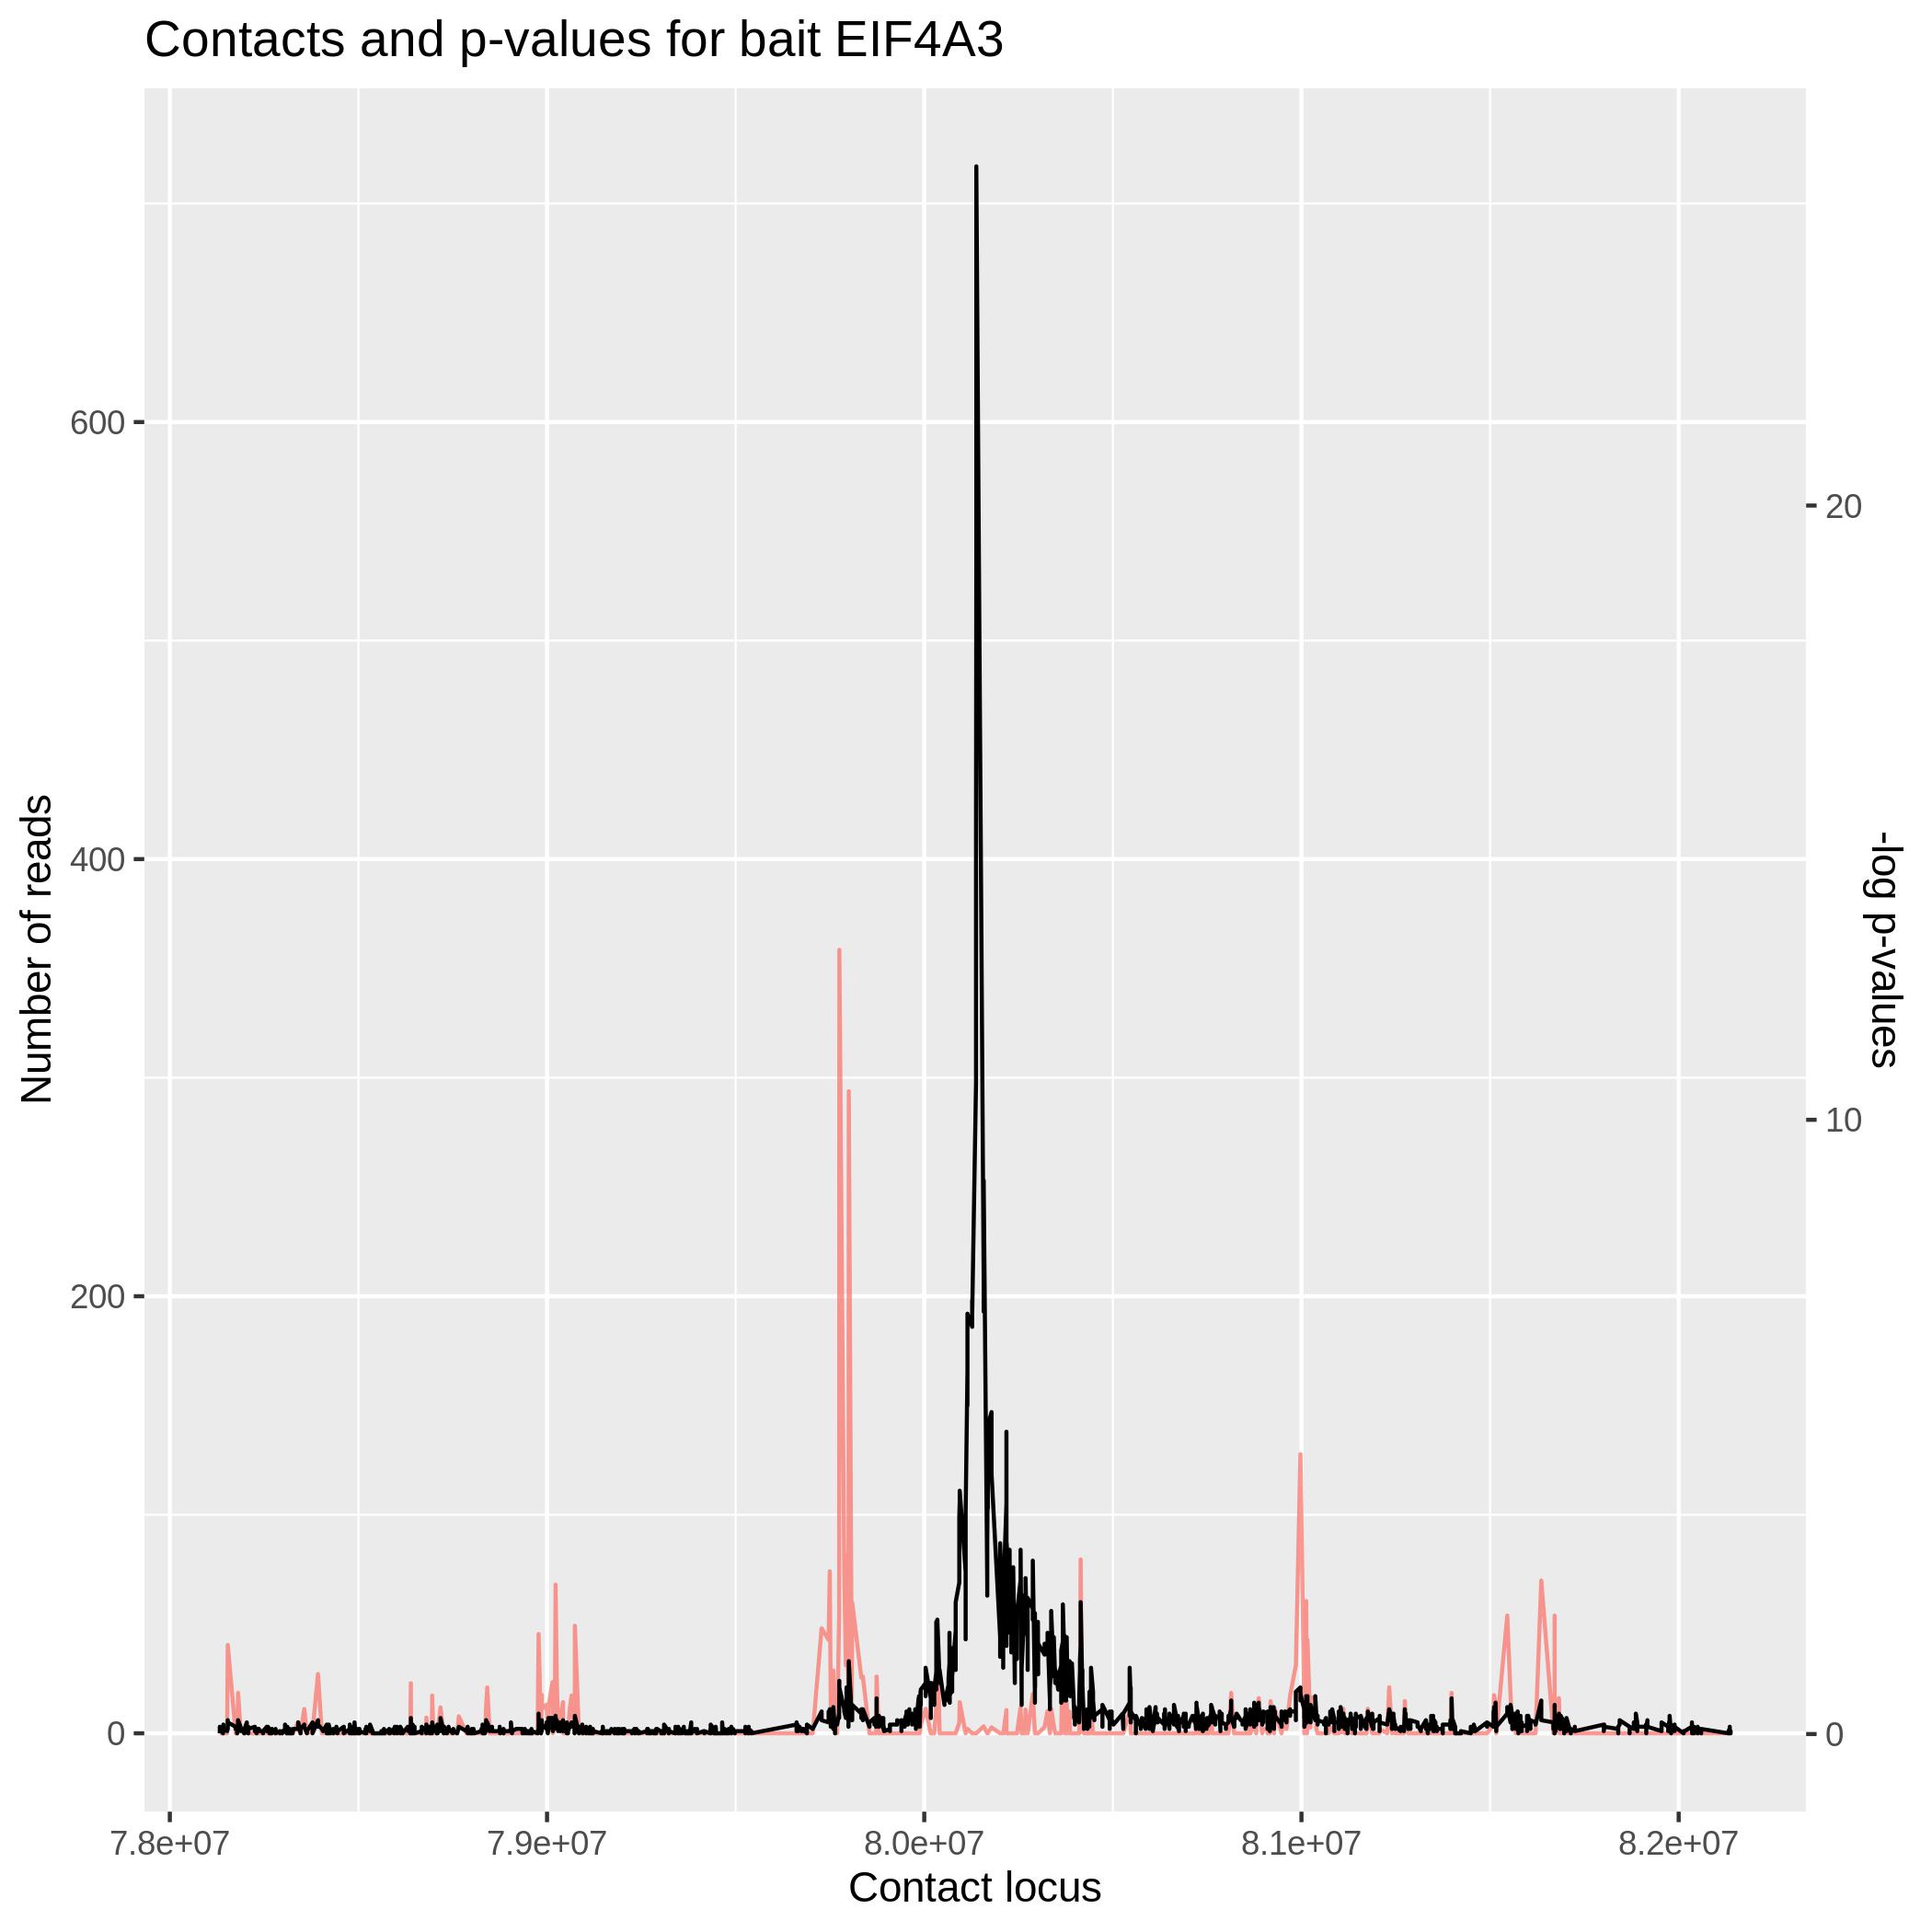 Contacts and p-values for bait EIF4A3
Number of reads
600
400
200
0
20
10
0
-log p-values
7.8e+07
7.9e+07
8.0e+07
8.1e+07
8.2e+07
Contact locus